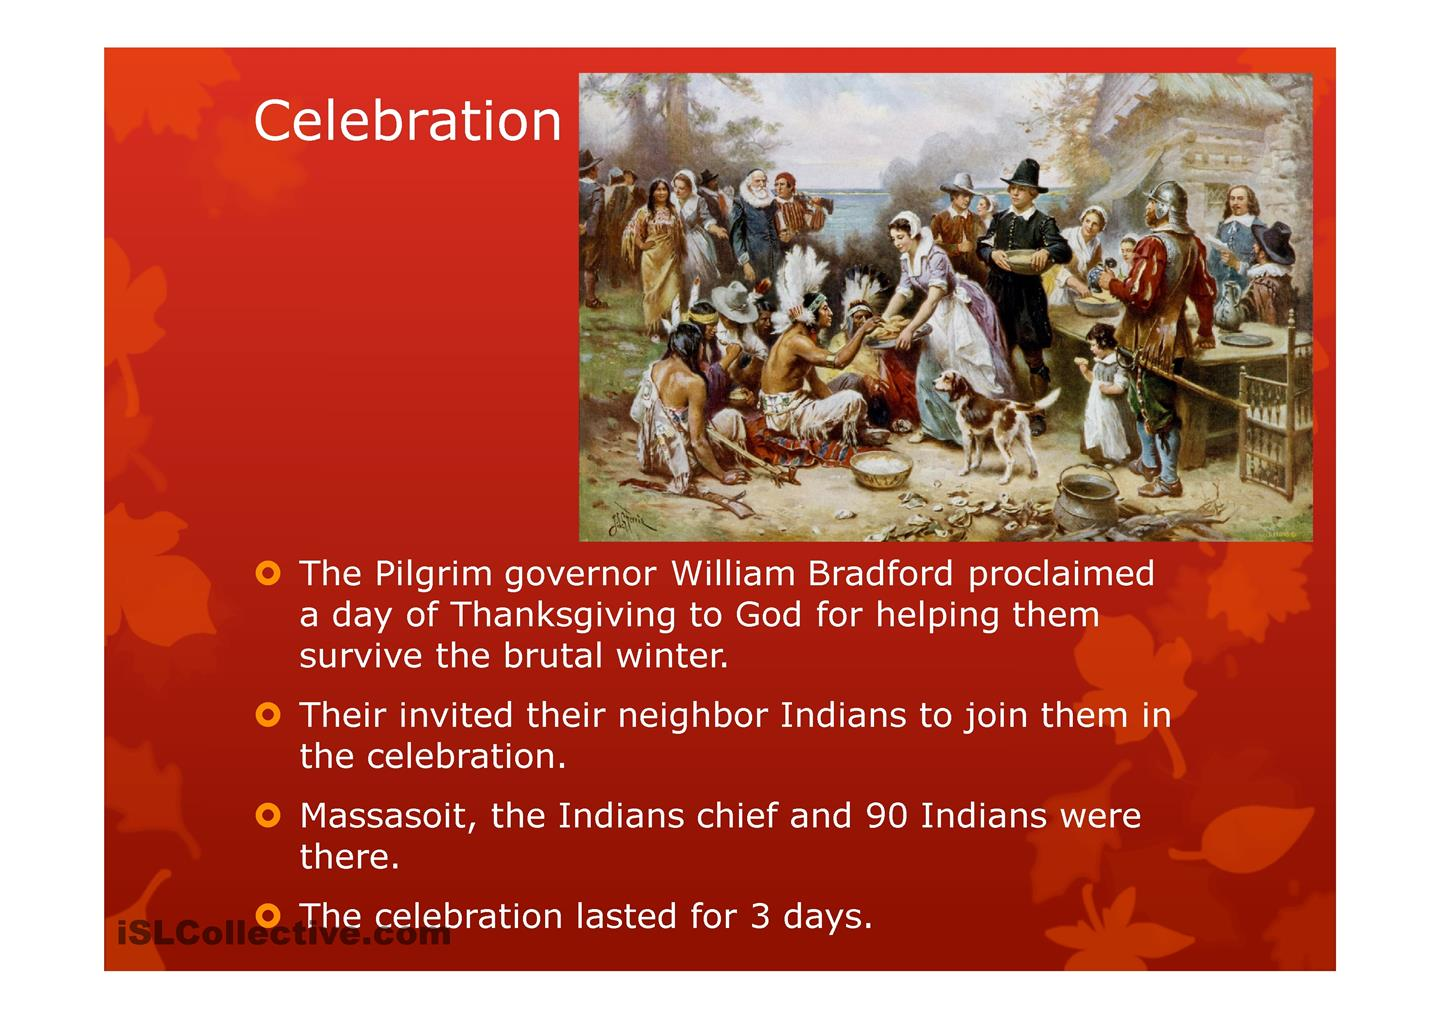 Celebration
The Pilgrim governor William Bradford proclaimed
a day of Thanksgiving to God for helping them
survive the brutal winter.
Their invited their neighbor Indians to join them in
the celebration.
Massasoit, the Indians chief and 90 Indians were
there.
The celebration lasted for 3 days.
iSLCollective.com